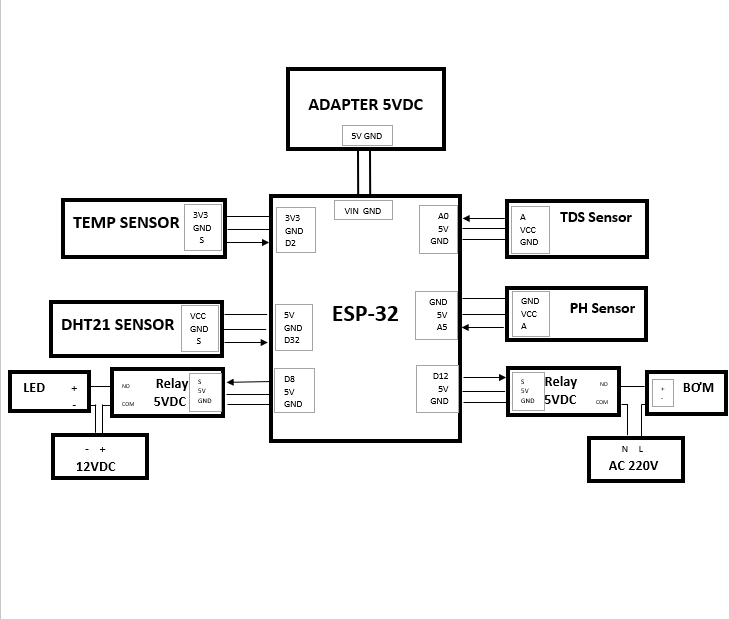 ADAPTER 5VDC
5V GND
TEMP SENSOR
3V3
GND
S
3V3
GND
D2
VIN GND
A0
5V
GND
A
VCC
GND
TDS Sensor
DHT21 SENSOR
VCC
GND
S
5V
GND
D32
ESP-32
GND
5V
A5
GND
VCC
A
PH Sensor
LED
+
-
NO
COM
Relay
5VDC
S
5V
GND
D8
5V
GND
D12
5V
GND
S
5V
GND
Relay
5VDC
NO
COM
+
-
BƠM
- +
12VDC
N L
AC 220V